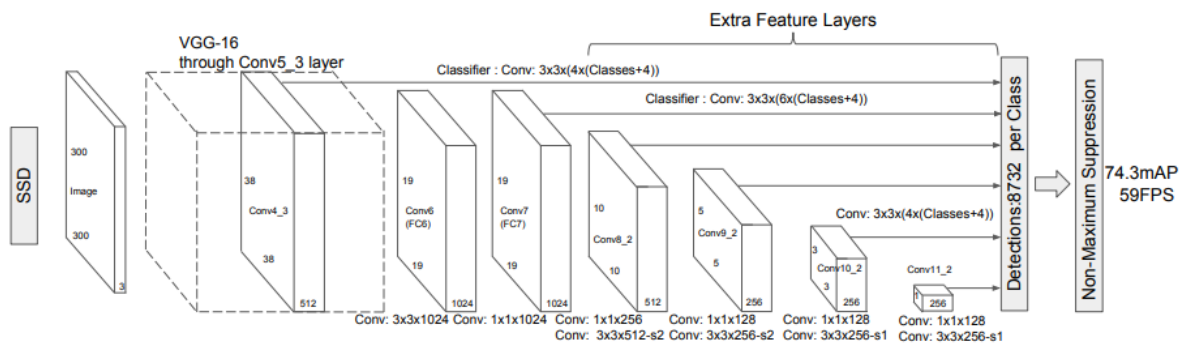 Extra Feature Layers
VGG-16
through Conv5_3 layer
Classifier : Conv: 3x3x(4x(Classes+4))
Classifier : Conv: 3x3x(6x(Classes+4))
SSD
300
Image
300
3
38
Conv4_3
38
512
19
Conv6
(FC6)
19
1024
19
Conv7
(FC7)
19
1024
10
Conv8_2
10
512
5
Conv9_2
5
256
Conv: 3x3x(4x(Classes+4))
3
Conv10_2
3
256
Conv11_2
1
256
Detections:8732 per Class
Non-Maximum Suppression
74.3mAP
59FPS
Conv: 3x3x1024
Conv: 1x1x1024
Conv: 1x1x256
Conv: 3x3x512-s2
Conv: 1x1x128
Conv: 3x3x256-s2
Conv: 1x1x128
Conv: 3x3x256-s1
Conv: 1x1x128
Conv: 3x3x256-s1